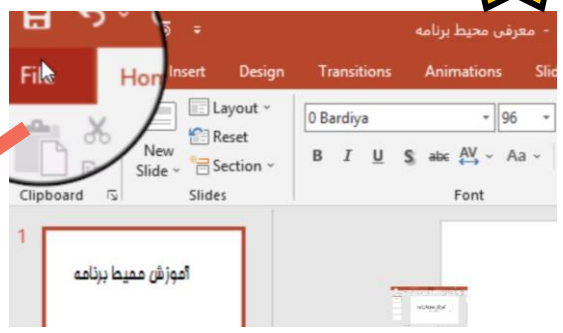 معرفی محیط برنامه -
File Hom Insert Design Transitions Animations Slid
Layout
0 Bardiya 96
Reset
New Slide
Section
B I U S abc AV Aa
Clipboard Slides Font
1
آموزش محیط برنامه